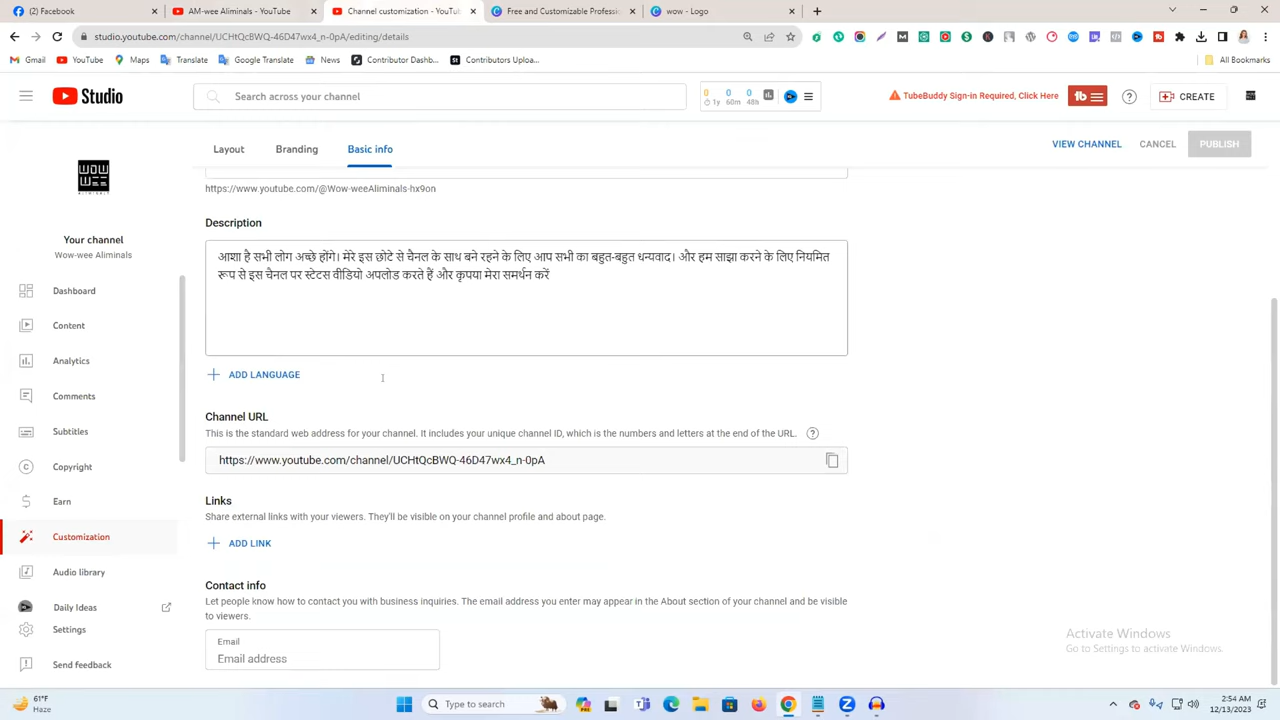 (2) Facebook
AM-wee Aliminals - YouTube
Channel customization - YouTube
Free and Customizable Professio
wow - Logo
studio.youtube.com/channel/UCHtQcBWQ-46D47wx4_n-0pA/editing/details
Gmail YouTube Maps Translate Google Translate News Contributor Dashb... Contributors Uploa... All Bookmarks
Studio
Search across your channel
0 0 0
1y 60m 48h
TubeBuddy Sign-in Required, Click Here
tb
CREATE
Layout Branding Basic info
VIEW CHANNEL CANCEL PUBLISH
WOW
WEE
Your channel
Wow-wee Aliminals
Dashboard
Content
Analytics
Comments
Subtitles
Copyright
Earn
Customization
Audio library
Daily Ideas
Settings
Send feedback
https://www.youtube.com/@Wow-weeAliminals-hx9on
Description
आशा है सभी लोग अच्छे होंगे। मेरे इस छोटे से चैनल के साथ बने रहने के लिए आप सभी का बहुत-बहुत धन्यवाद। और हम साझा करने के लिए नियमित
रूप से इस चैनल पर स्टेटस वीडियो अपलोड करते हैं और कृपया मेरा समर्थन करें
ADD LANGUAGE
Channel URL
This is the standard web address for your channel. It includes your unique channel ID, which is the numbers and letters at the end of the URL.
https://www.youtube.com/channel/UCHtQcBWQ-46D47wx4_n-0pA
Links
Share external links with your viewers. They'll be visible on your channel profile and about page.
ADD LINK
Contact info
Let people know how to contact you with business inquiries. The email address you enter may appear in the About section of your channel and be visible
to viewers.
Email
Email address
Activate Windows
Go to Settings to activate Windows.
61°F
Haze
Type to search
2:54 AM
12/13/2023